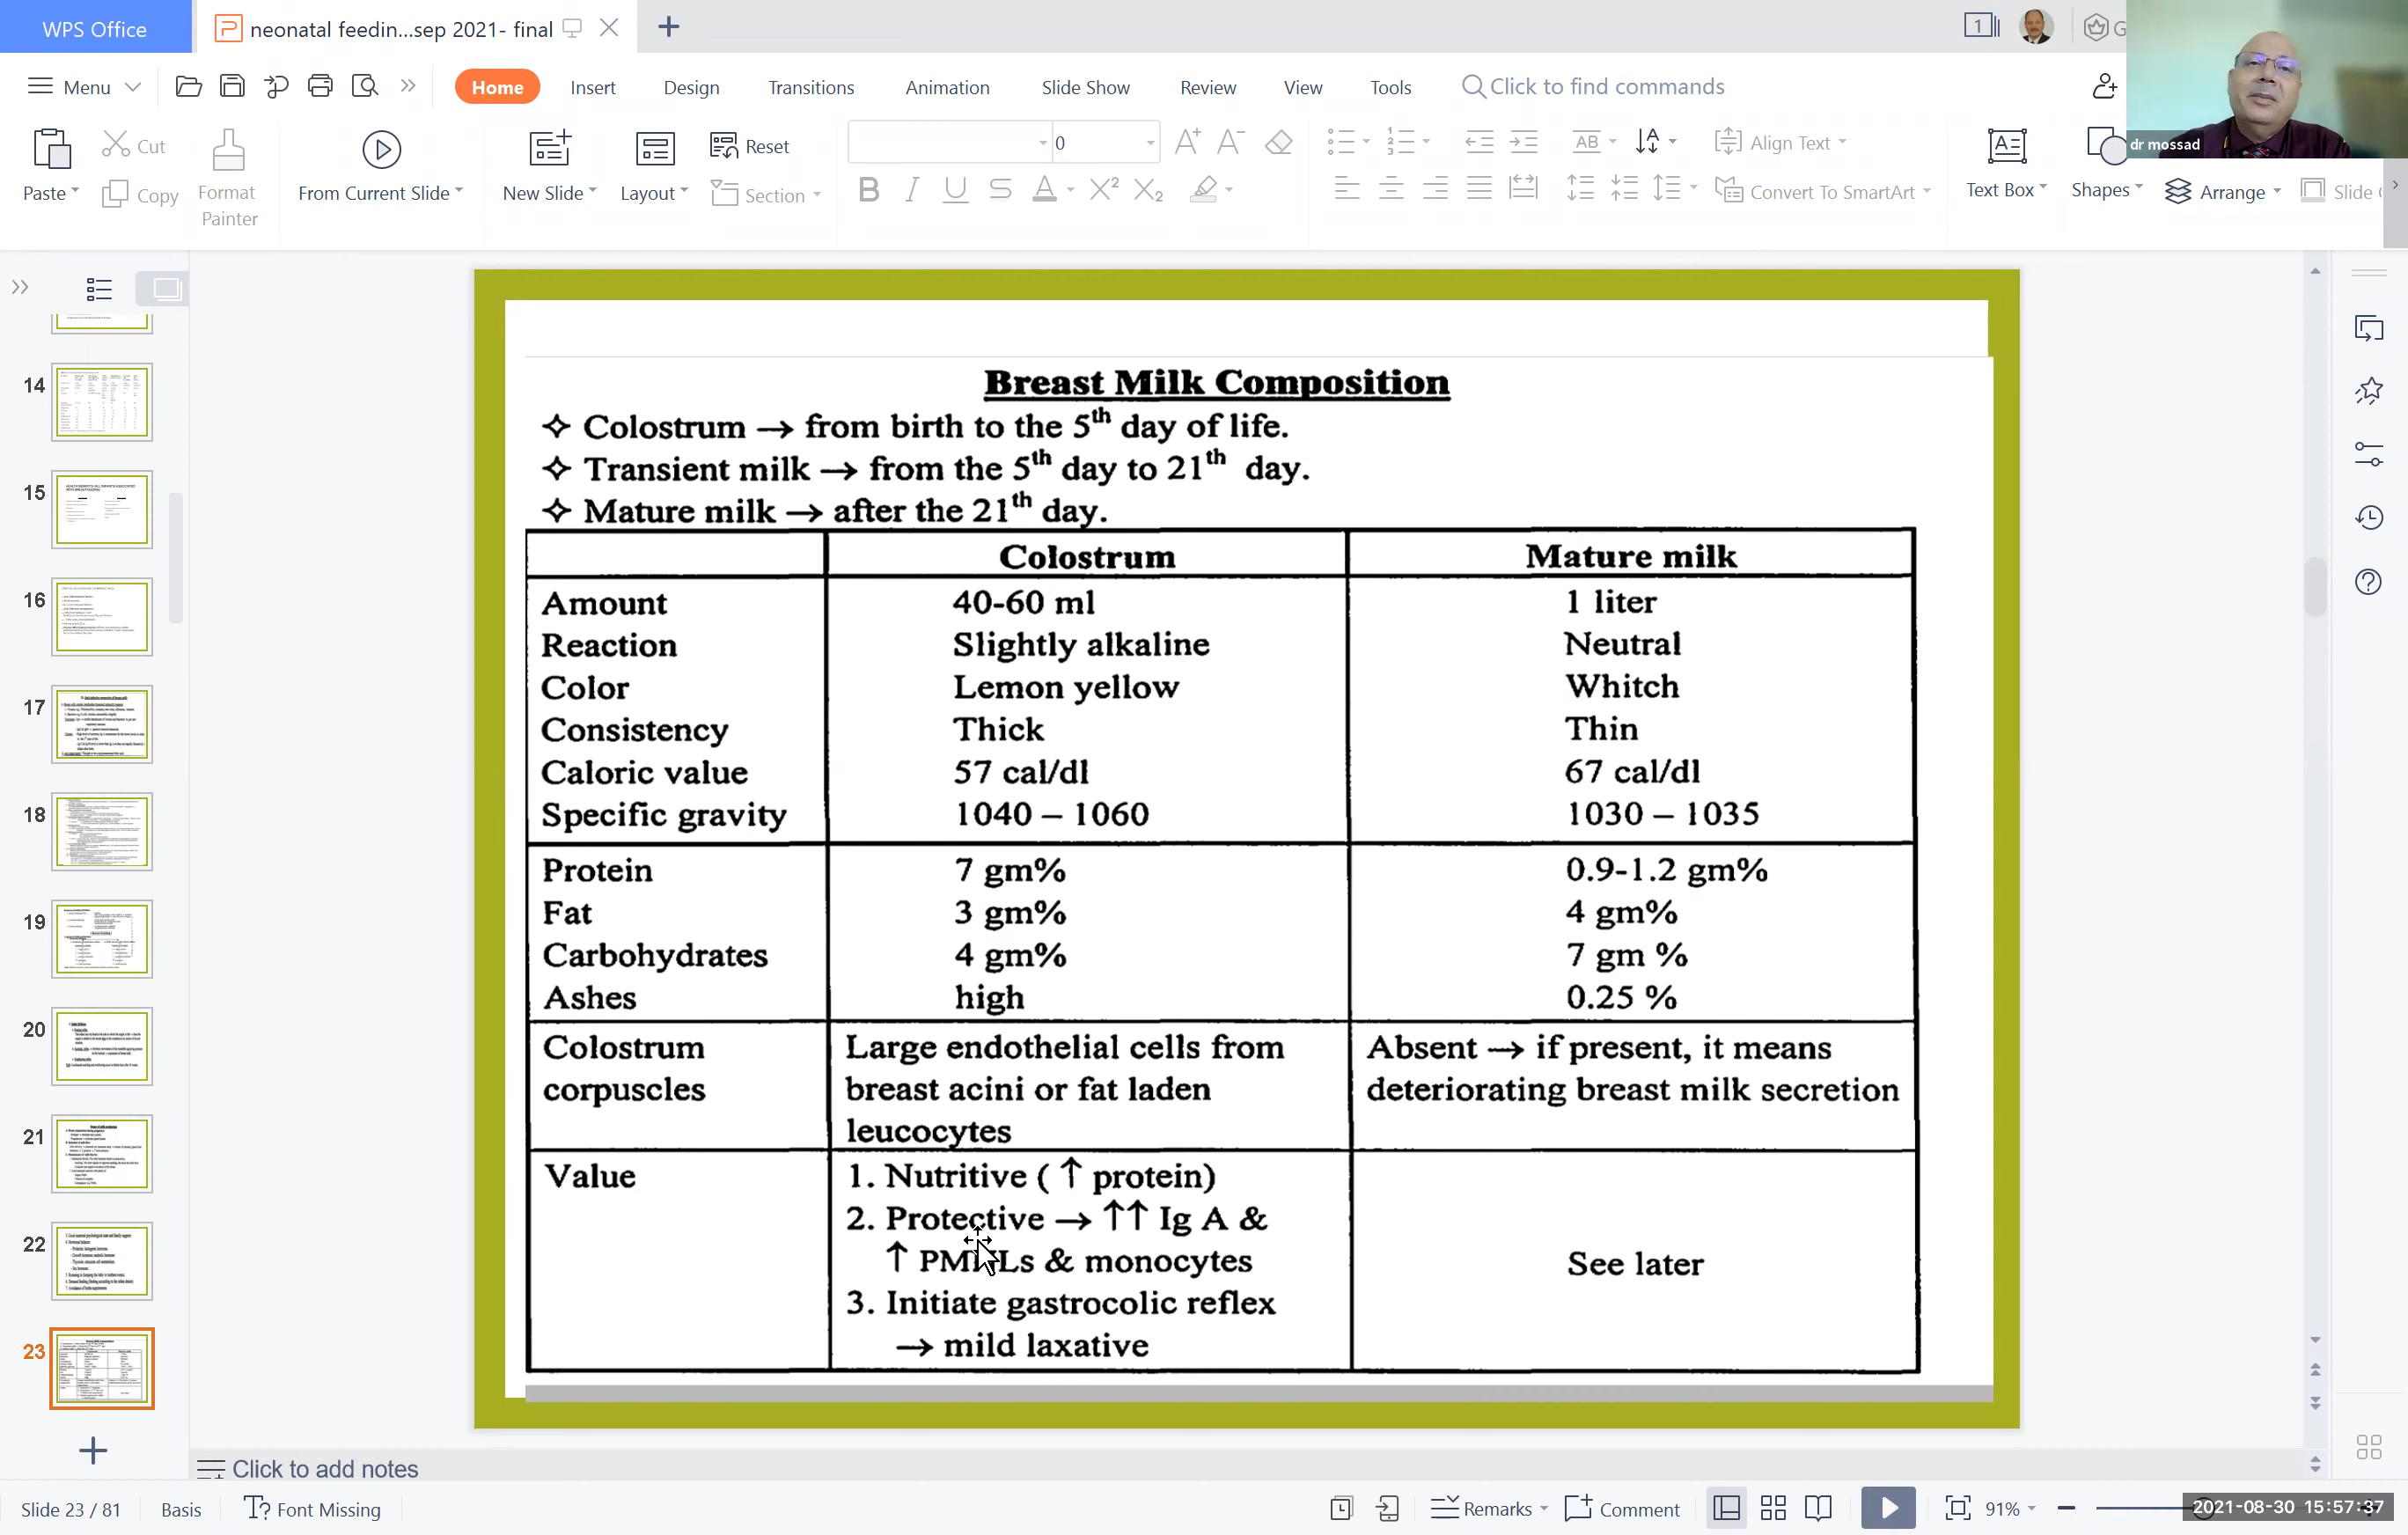 WPS Office
neonatal feedin...sep 2021- final
1
G
Menu
Home
Insert
Design
Transitions
Animation
Slide Show
Review
View
Tools
Click to find commands
dr mossad
Paste
Cut
Copy
Format Painter
From Current Slide
New Slide
Layout
Reset
Section
0
Align Text
Convert To SmartArt
Text Box
Shapes
Arrange
Slide
14
15
16
17
18
19
20
21
22
23
Breast Milk Composition
✧ Colostrum → from birth to the 5th day of life.
✧ Transient milk → from the 5th day to 21th day.
✧ Mature milk → after the 21th day.
Colostrum Mature milk
Amount 40-60 ml 1 liter
Reaction Slightly alkaline Neutral
Color Lemon yellow Whitch
Consistency Thick Thin
Caloric value 57 cal/dl 67 cal/dl
Specific gravity 1040 – 1060 1030 – 1035
Protein 7 gm% 0.9-1.2 gm%
Fat 3 gm% 4 gm%
Carbohydrates 4 gm% 7 gm %
Ashes high 0.25 %
Colostrum Large endothelial cells from Absent → if present, it means
corpuscles breast acini or fat laden deteriorating breast milk secretion
leucocytes
Value 1. Nutritive ( ↑ protein)
2. Protective → ↑↑ Ig A &
↑ PMNLs & monocytes See later
3. Initiate gastrocolic reflex
→ mild laxative
Click to add notes
Slide 23 / 81
Basis
Font Missing
Remarks
Comment
91%
2021-08-30 15:57:37